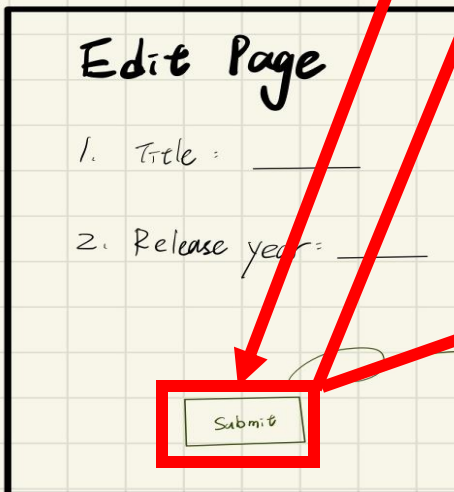 Edit Page
1. Title : 
2. Release year :
Submit